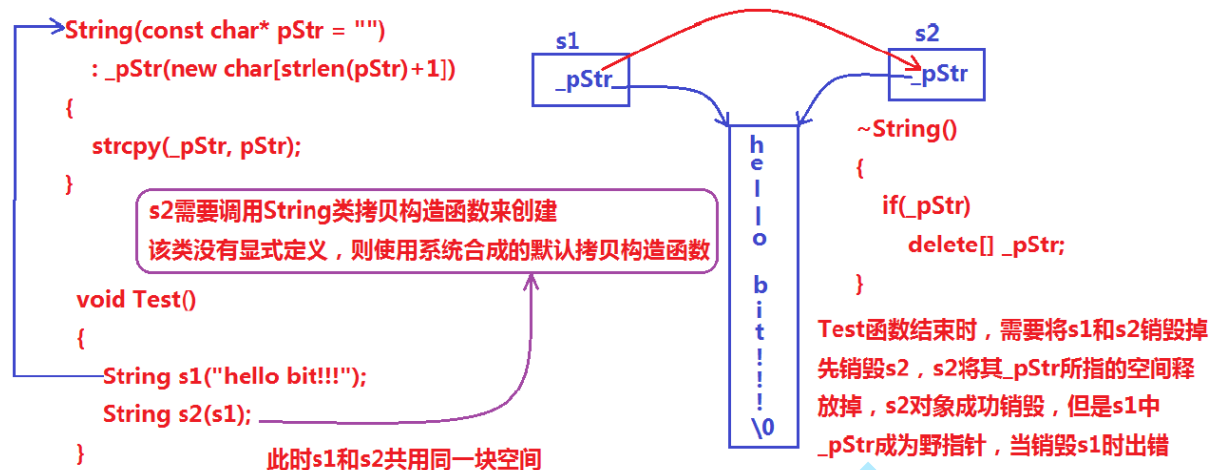 String(const char* pStr = "")
: _pStr(new char[strlen(pStr)+1])
{
strcpy(_pStr, pStr);
}
s2需要调用String类拷贝构造函数来创建
该类没有显式定义，则使用系统合成的默认拷贝构造函数
void Test()
{
String s1("hello bit!!!");
String s2(s1);
}
此时s1和s2共用同一块空间
s1
_pStr
s2
_pStr
h
e
l
l
o
b
i
t
!
!
!
\0
~String()
{
if(_pStr)
delete[] _pStr;
}
Test函数结束时，需要将s1和s2销毁掉
先销毁s2，s2将其_pStr所指的空间释
放掉，s2对象成功销毁，但是s1中
_pStr成为野指针，当销毁s1时出错